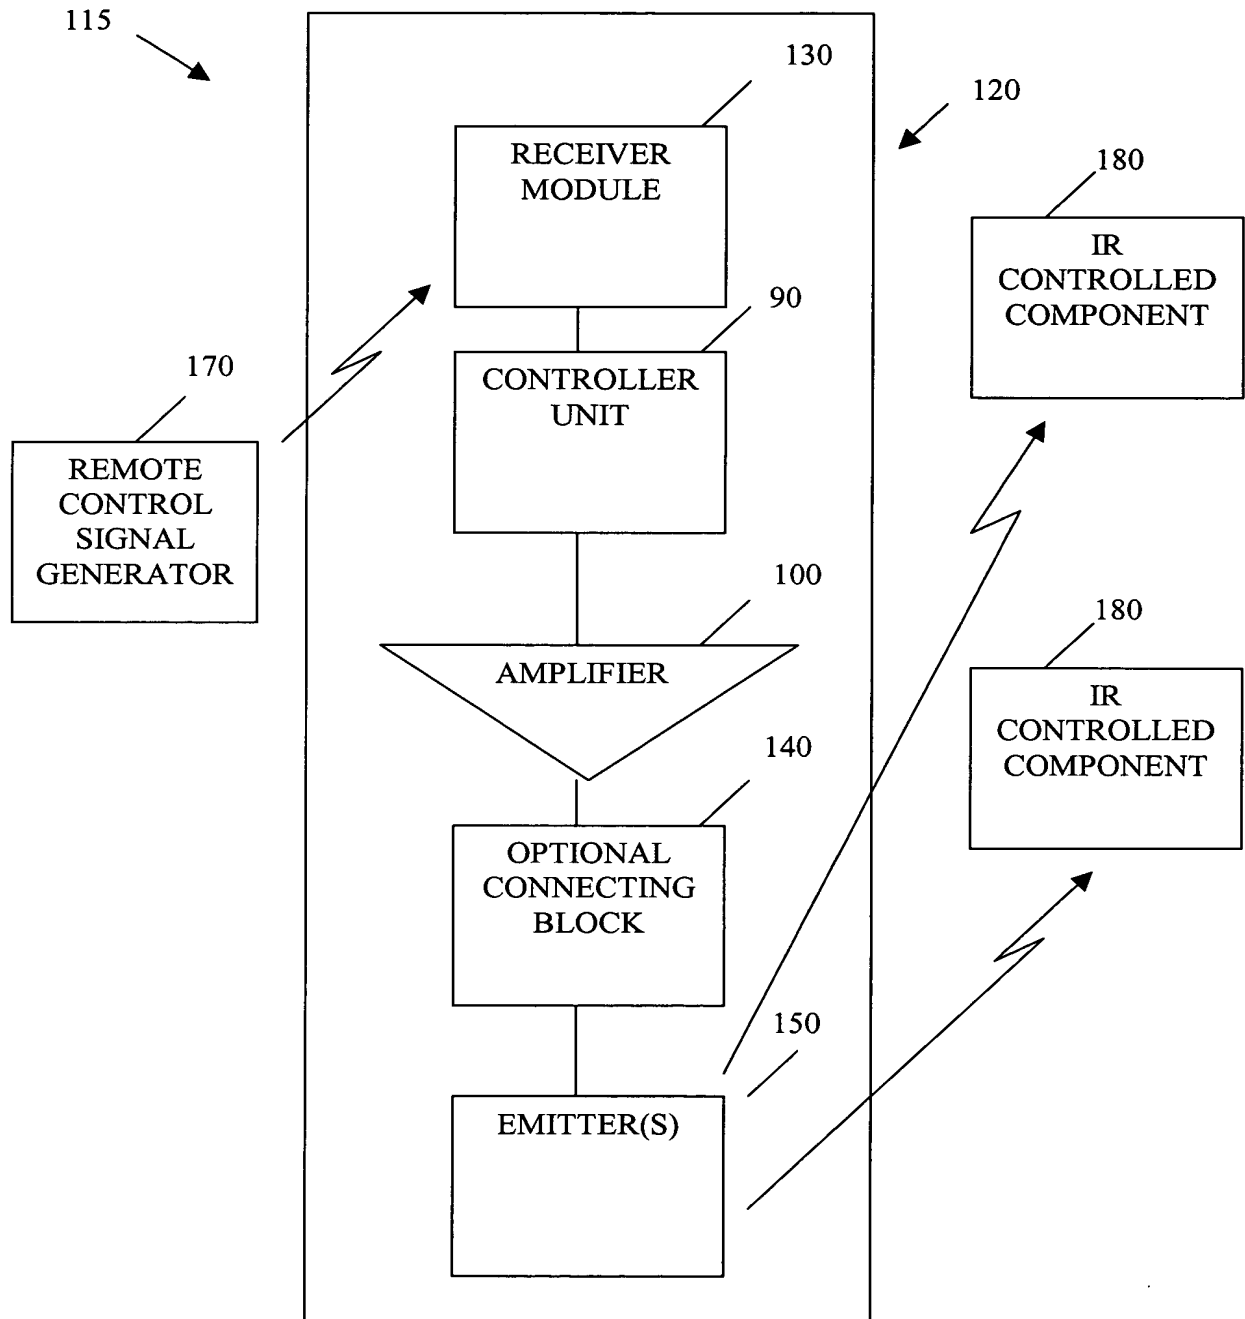 115
130
120
RECEIVER
MODULE
180
IR
CONTROLLED
COMPONENT
90
CONTROLLER
UNIT
170
REMOTE
CONTROL
SIGNAL
GENERATOR
100
AMPLIFIER
180
IR
CONTROLLED
COMPONENT
140
OPTIONAL
CONNECTING
BLOCK
150
EMITTER(S)